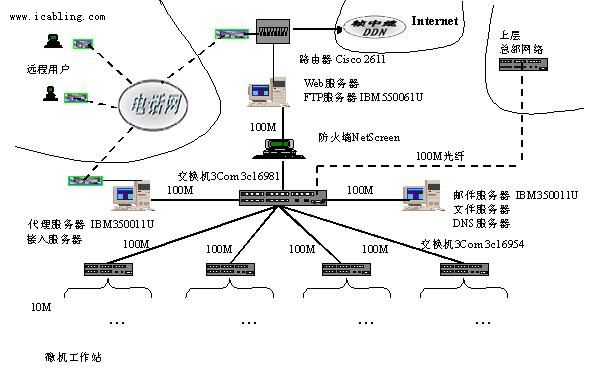 www.icabling.com
远程用户
电话网
帧中继
DDN
Internet
路由器 Cisco 2611
上层
总部网络
Web服务器
FTP服务器 IBM 550061U
100M
防火墙NetScreen
100M光纤
交换机3Com3c16981
100M
100M
代理服务器 IBM350011U
接入服务器
邮件服务器 IBM350011U
文件服务器
DNS 服务器
100M
100M
100M
100M
交换机3Com3c16954
10M
...
...
...
...
微机工作站